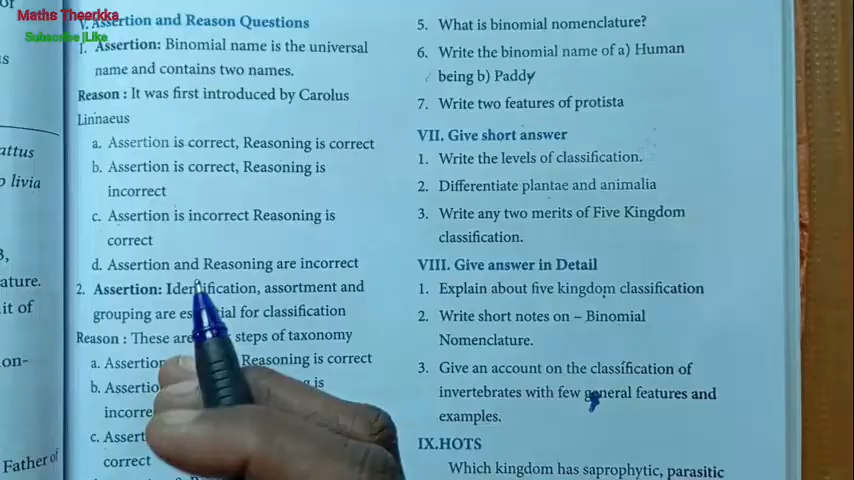 Maths Theerkka
Subscribe |Like
of
s
attus
o livia
3,
ature.
it of
on-
Father of
V. Assertion and Reason Questions
1. Assertion: Binomial name is the universal
name and contains two names.
Reason : It was first introduced by Carolus
Linnaeus
a. Assertion is correct, Reasoning is correct
b. Assertion is correct, Reasoning is
incorrect
c. Assertion is incorrect Reasoning is
correct
d. Assertion and Reasoning are incorrect
2. Assertion: Identification, assortment and
grouping are essential for classification
Reason : These are steps of taxonomy
a. Assertion Reasoning is correct
b. Assertio is
incorre
c. Assert
correct
5. What is binomial nomenclature?
6. Write the binomial name of a) Human
being b) Paddy
7. Write two features of protista
VII. Give short answer
1. Write the levels of classification.
2. Differentiate plantae and animalia
3. Write any two merits of Five Kingdom
classification.
VIII. Give answer in Detail
1. Explain about five kingdom classification
2. Write short notes on – Binomial
Nomenclature.
3. Give an account on the classification of
invertebrates with few general features and
examples.
IX.HOTS
Which kingdom has saprophytic, parasitic